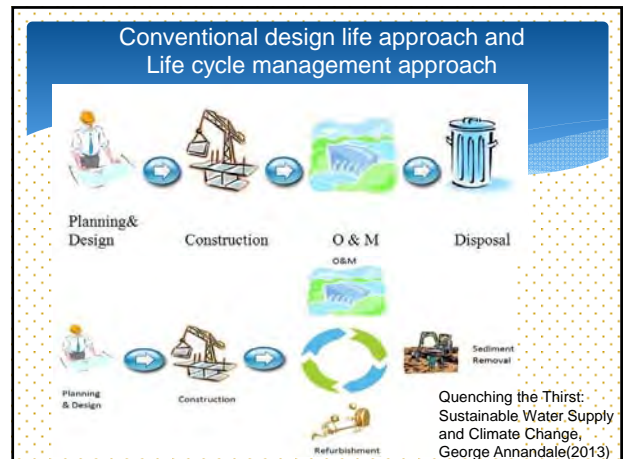 Conventional design life approach and
Life cycle management approach
Planning&
Design
Construction
O & M
Disposal
O&M
Planning
& Design
Construction
Sediment
Removal
Refurbishment
Quenching the Thirst:
Sustainable Water Supply
and Climate Change,
George Annandale(2013)